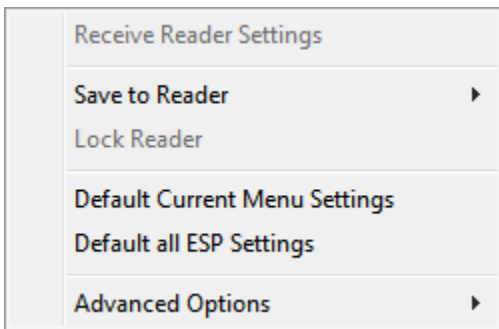 Receive Reader Settings
Save to Reader
Lock Reader
Default Current Menu Settings
Default all ESP Settings
Advanced Options